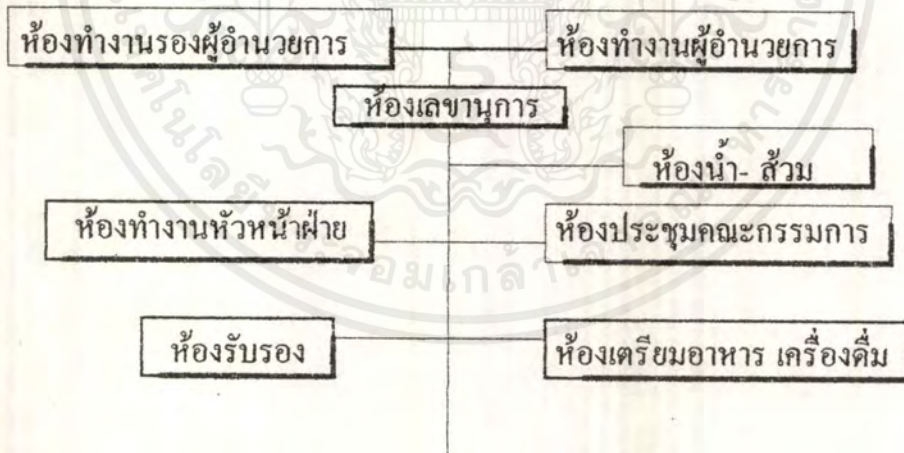 ห้องทำงานรองผู้อำนวยการ
ห้องทำงานผู้อำนวยการ
ห้องเลขานุการ
ห้องน้ำ- ส้วม
ห้องทำงานหัวหน้าฝ่าย
ห้องประชุมคณะกรรมการ
ห้องรับรอง
ห้องเตรียมอาหาร เครื่องดื่ม